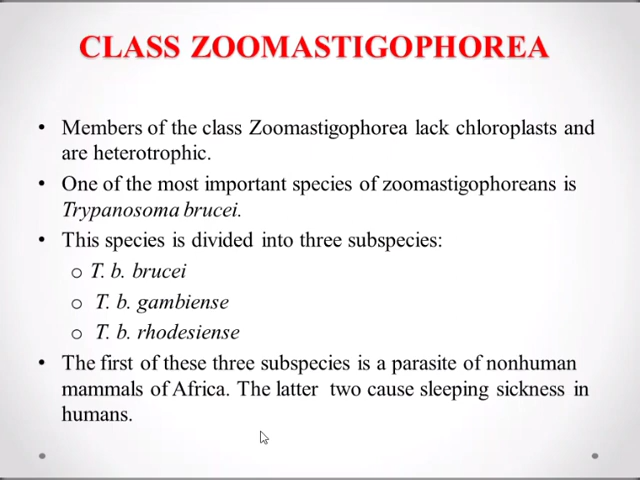 CLASS ZOOMASTIGOPHOREA
• Members of the class Zoomastigophorea lack chloroplasts and
are heterotrophic.
• One of the most important species of zoomastigophoreans is
Trypanosoma brucei.
• This species is divided into three subspecies:
o T. b. brucei
o T. b. gambiense
o T. b. rhodesiense
• The first of these three subspecies is a parasite of nonhuman
mammals of Africa. The latter two cause sleeping sickness in
humans.